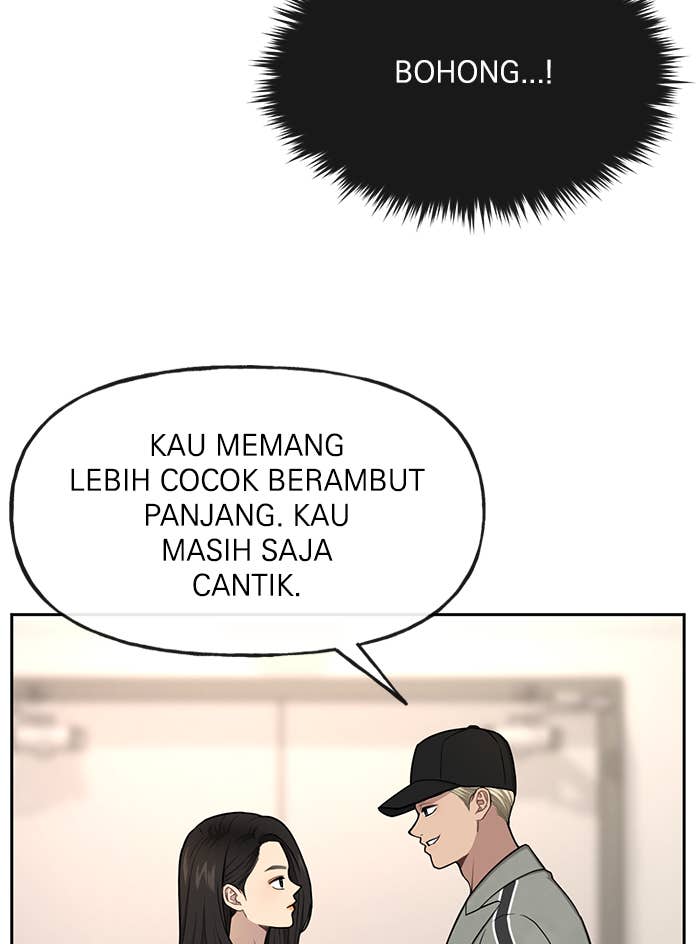 BOHONG...!
KAU MEMANG
LEBIH COCOK BERAMBUT
PANJANG. KAU
MASIH SAJA
CANTIK.